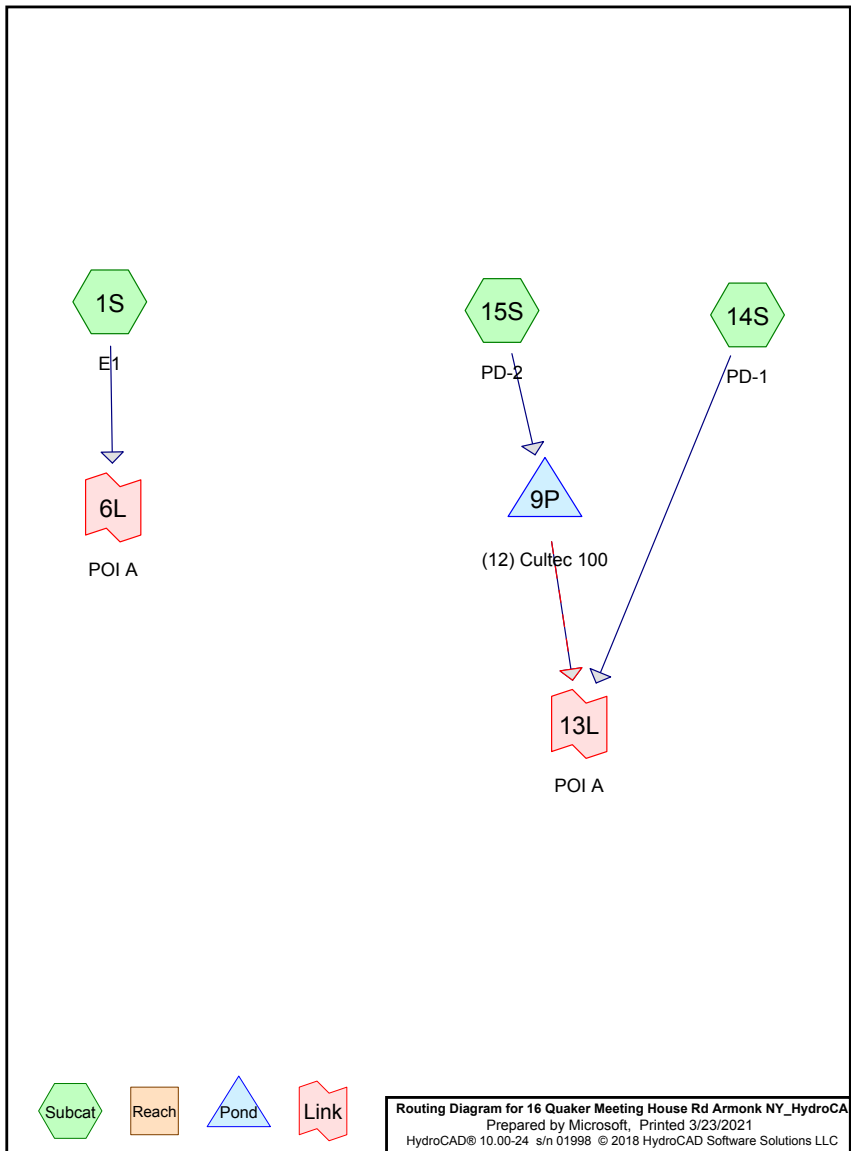 1S
E1
6L
POI A
15S
PD-2
14S
PD-1
9P
(12) Cultec 100
13L
POI A
Subcat
Reach
Pond
Link
Routing Diagram for 16 Quaker Meeting House Rd Armonk NY_HydroCA
Prepared by Microsoft, Printed 3/23/2021
HydroCAD® 10.00-24 s/n 01998 © 2018 HydroCAD Software Solutions LLC